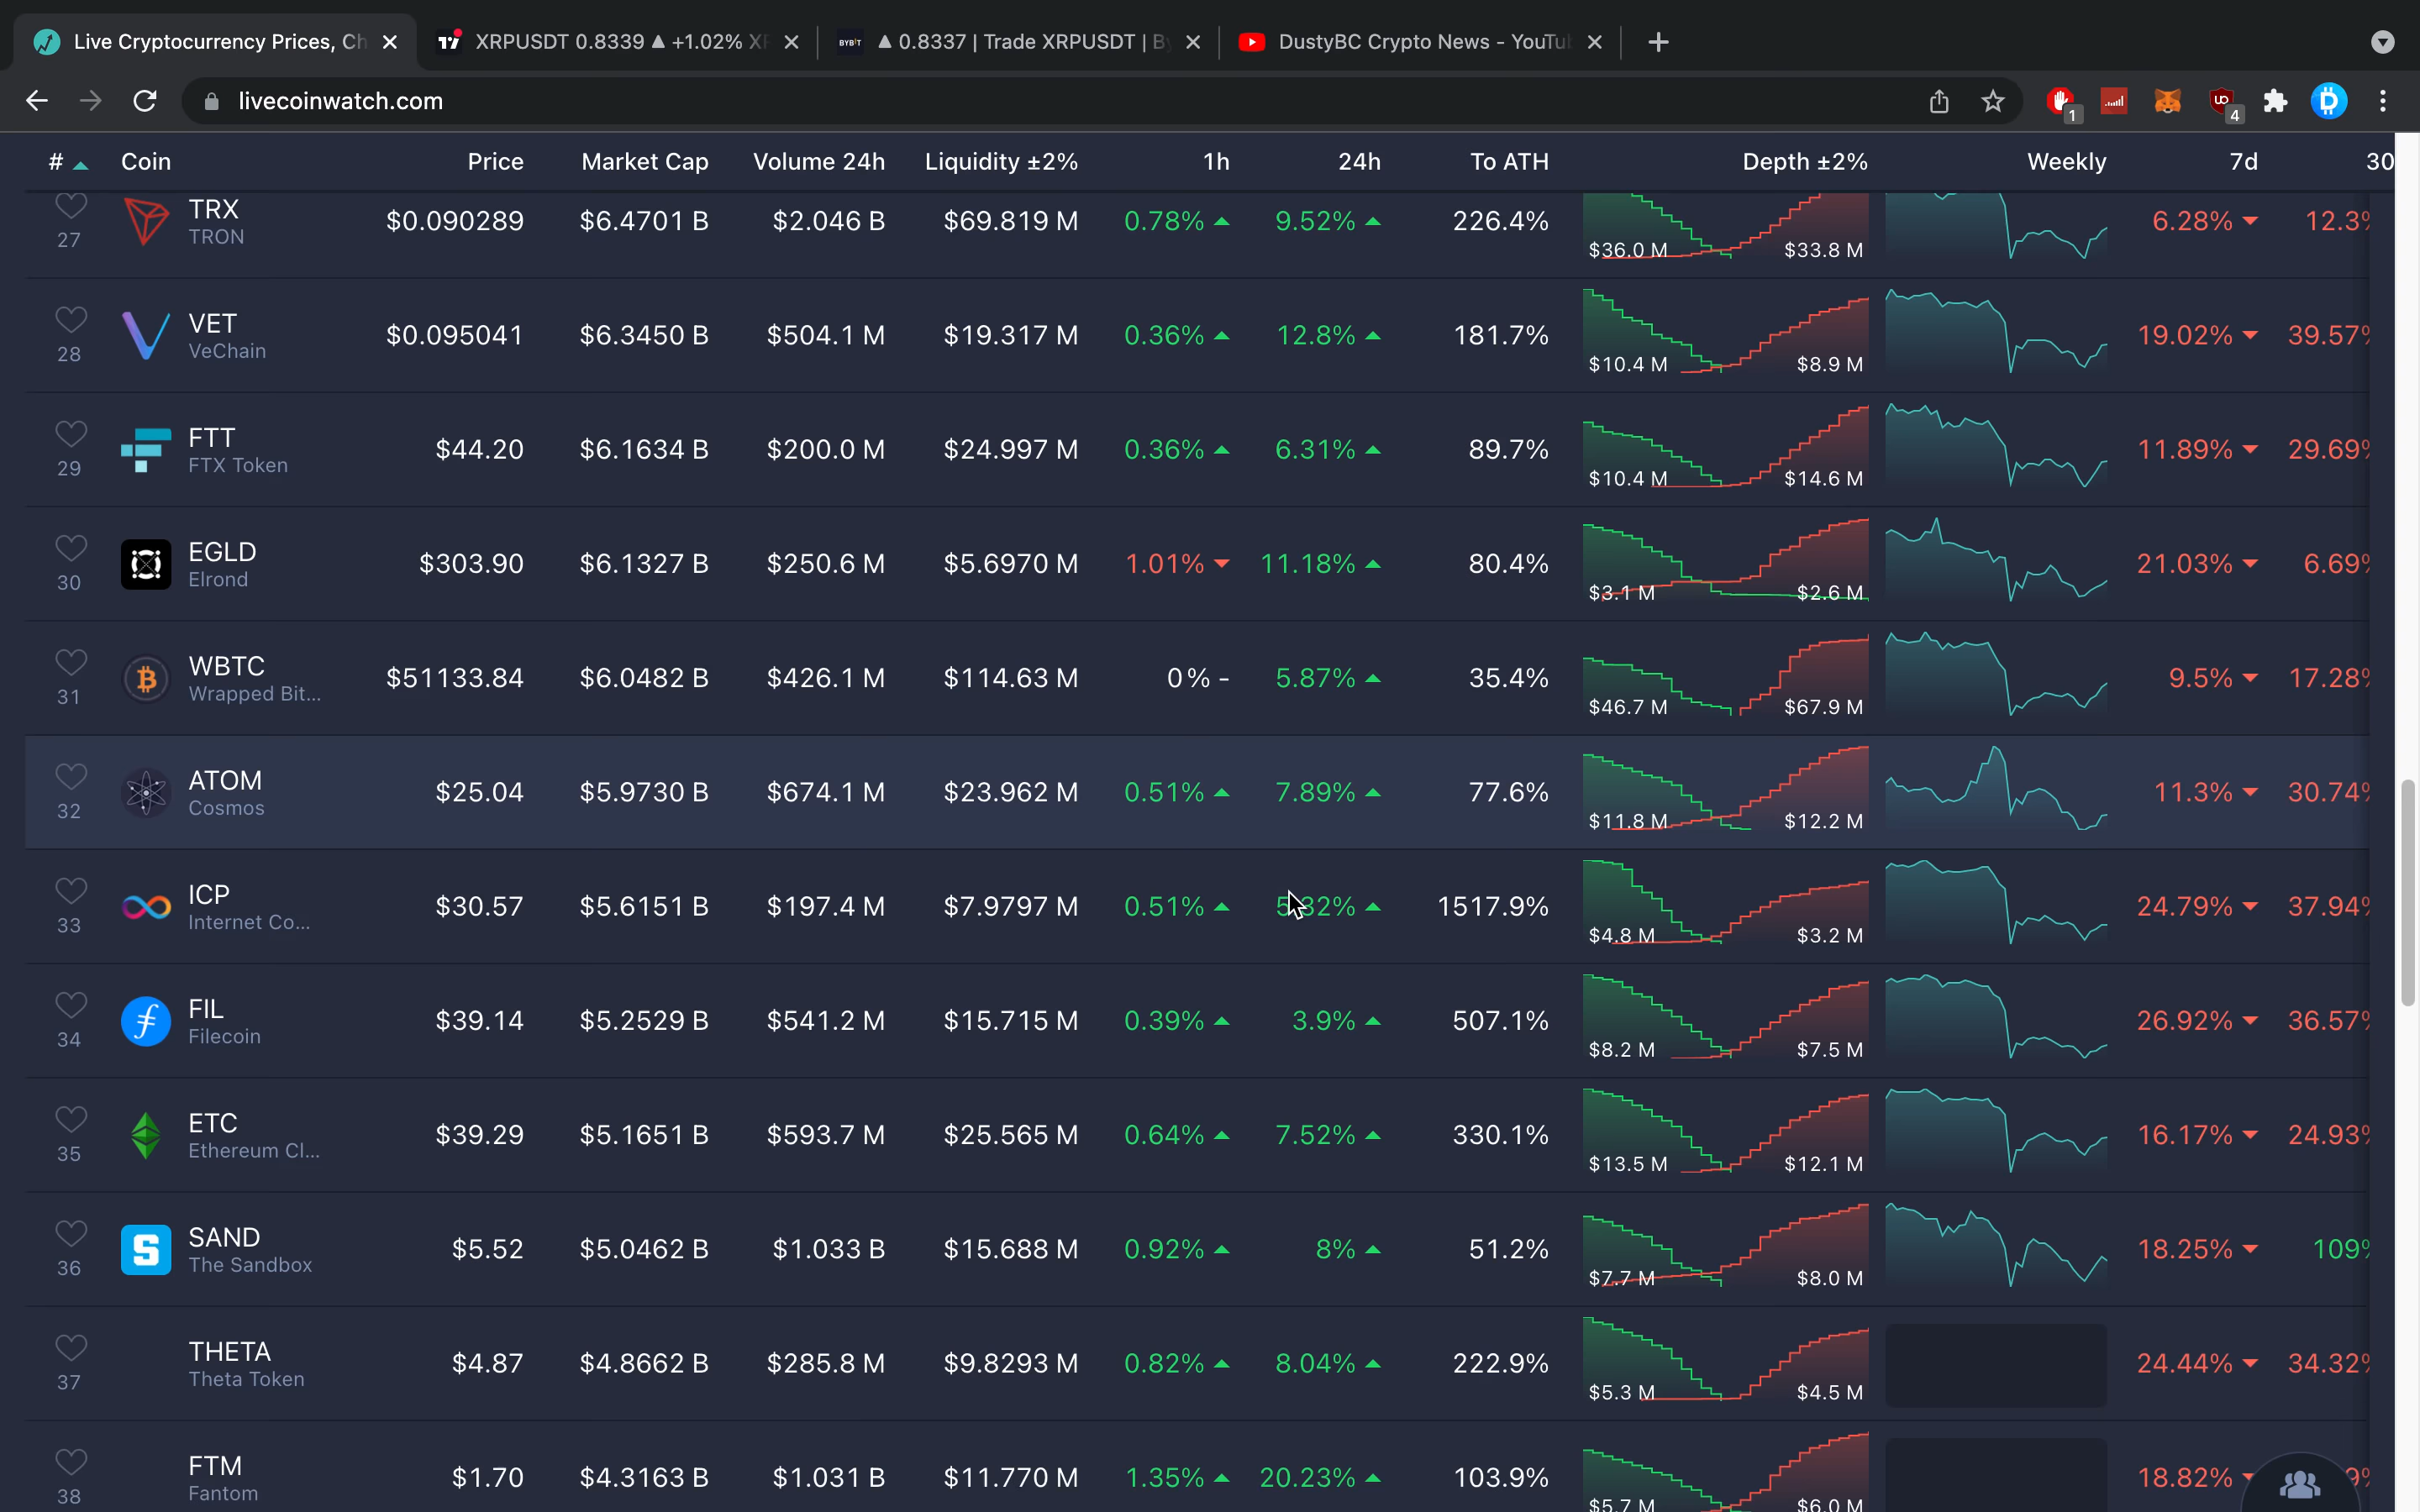 Live Cryptocurrency Prices, Ch
XRPUSDT 0.8339 ▲ +1.02% XR
BYBIT ▲ 0.8337 | Trade XRPUSDT | By
DustyBC Crypto News - YouTu
livecoinwatch.com
1
4
# Coin Price Market Cap Volume 24h Liquidity ±2% 1h 24h To ATH Depth ±2% Weekly 7d 30
27 TRX TRON $0.090289 $6.4701 B $2.046 B $69.819 M 0.78% 9.52% 226.4% $36.0 M $33.8 M 6.28% 12.3%
28 VET VeChain $0.095041 $6.3450 B $504.1 M $19.317 M 0.36% 12.8% 181.7% $10.4 M $8.9 M 19.02% 39.57%
29 FTT FTX Token $44.20 $6.1634 B $200.0 M $24.997 M 0.36% 6.31% 89.7% $10.4 M $14.6 M 11.89% 29.69%
30 EGLD Elrond $303.90 $6.1327 B $250.6 M $5.6970 M 1.01% 11.18% 80.4% $3.1 M $2.6 M 21.03% 6.69%
31 WBTC Wrapped Bit... $51133.84 $6.0482 B $426.1 M $114.63 M 0% - 5.87% 35.4% $46.7 M $67.9 M 9.5% 17.28%
32 ATOM Cosmos $25.04 $5.9730 B $674.1 M $23.962 M 0.51% 7.89% 77.6% $11.8 M $12.2 M 11.3% 30.74%
33 ICP Internet Co... $30.57 $5.6151 B $197.4 M $7.9797 M 0.51% 1517.9% $4.8 M $3.2 M 24.79% 37.94%
34 FIL Filecoin $39.14 $5.2529 B $541.2 M $15.715 M 0.39% 3.9% 507.1% $8.2 M $7.5 M 26.92% 36.57%
35 ETC Ethereum Cl... $39.29 $5.1651 B $593.7 M $25.565 M 0.64% 7.52% 330.1% $13.5 M $12.1 M 16.17% 24.93%
36 SAND The Sandbox $5.52 $5.0462 B $1.033 B $15.688 M 0.92% 8% 51.2% $7.7 M $8.0 M 18.25% 109%
37 THETA Theta Token $4.87 $4.8662 B $285.8 M $9.8293 M 0.82% 8.04% 222.9% $5.3 M $4.5 M 24.44% 34.32%
38 FTM Fantom $1.70 $4.3163 B $1.031 B $11.770 M 1.35% 20.23% 103.9% $5.7 M $6.0 M 18.82%